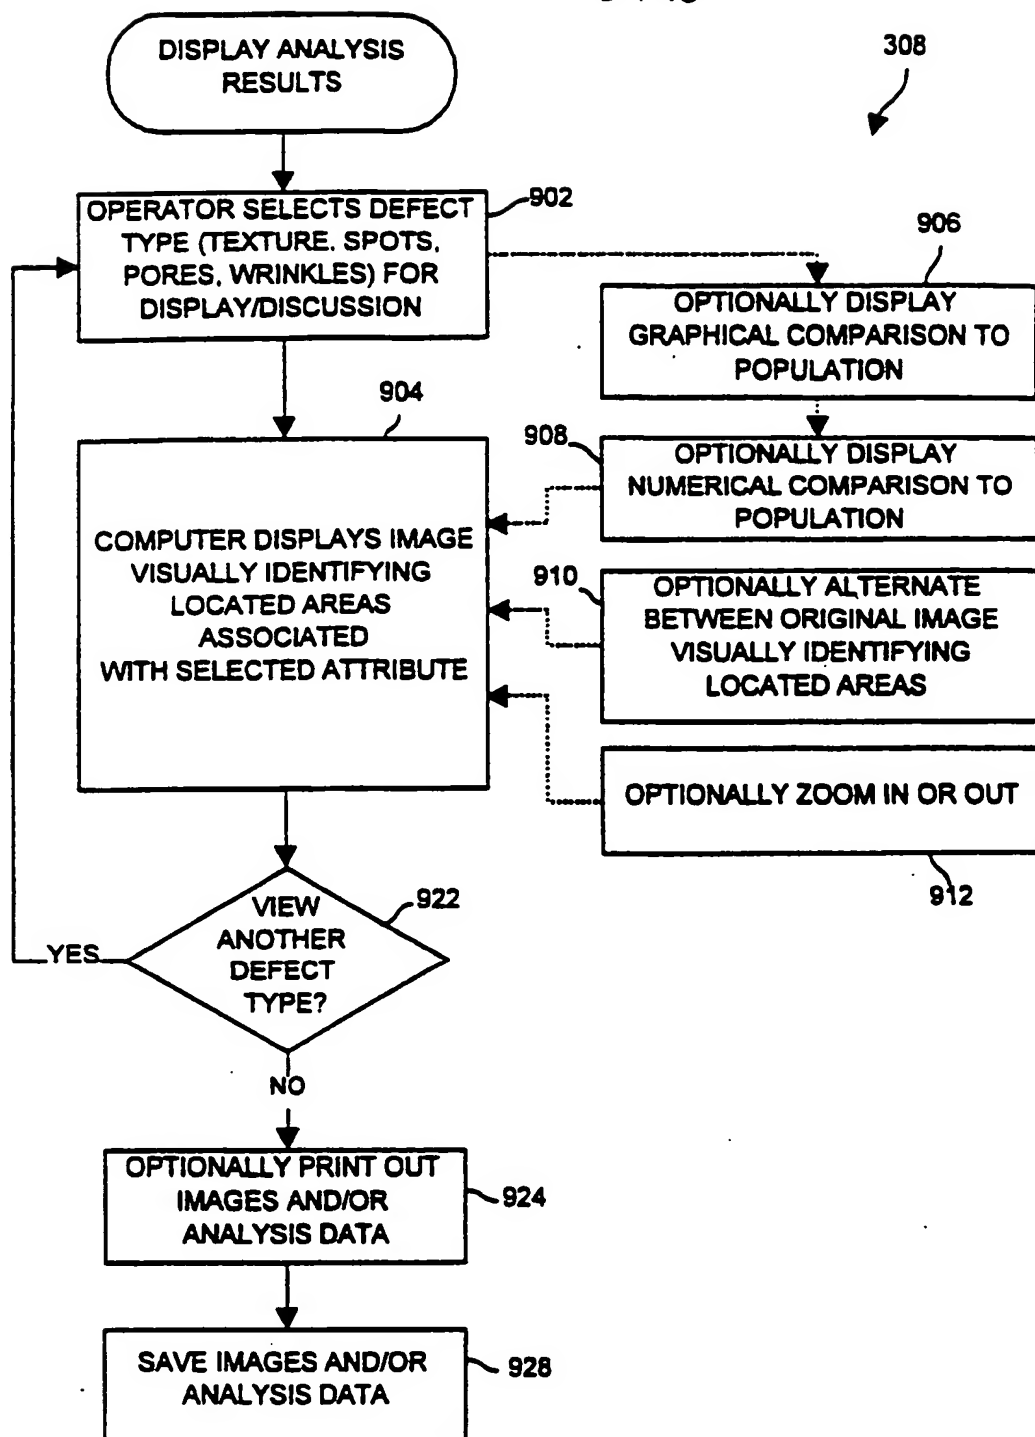 DISPLAY ANALYSIS
RESULTS
308
OPERATOR SELECTS DEFECT
TYPE (TEXTURE. SPOTS,
PORES, WRINKLES) FOR
DISPLAY/DISCUSSION
902
906
OPTIONALLY DISPLAY
GRAPHICAL COMPARISON TO
POPULATION
904
908
OPTIONALLY DISPLAY
NUMERICAL COMPARISON TO
POPULATION
COMPUTER DISPLAYS IMAGE
VISUALLY IDENTIFYING
LOCATED AREAS
ASSOCIATED
WITH SELECTED ATTRIBUTE
910
OPTIONALLY ALTERNATE
BETWEEN ORIGINAL IMAGE
VISUALLY IDENTIFYING
LOCATED AREAS
OPTIONALLY ZOOM IN OR OUT
912
VIEW
ANOTHER
DEFECT
TYPE?
922
YES
NO
OPTIONALLY PRINT OUT
IMAGES AND/OR
ANALYSIS DATA
924
SAVE IMAGES AND/OR
ANALYSIS DATA
928